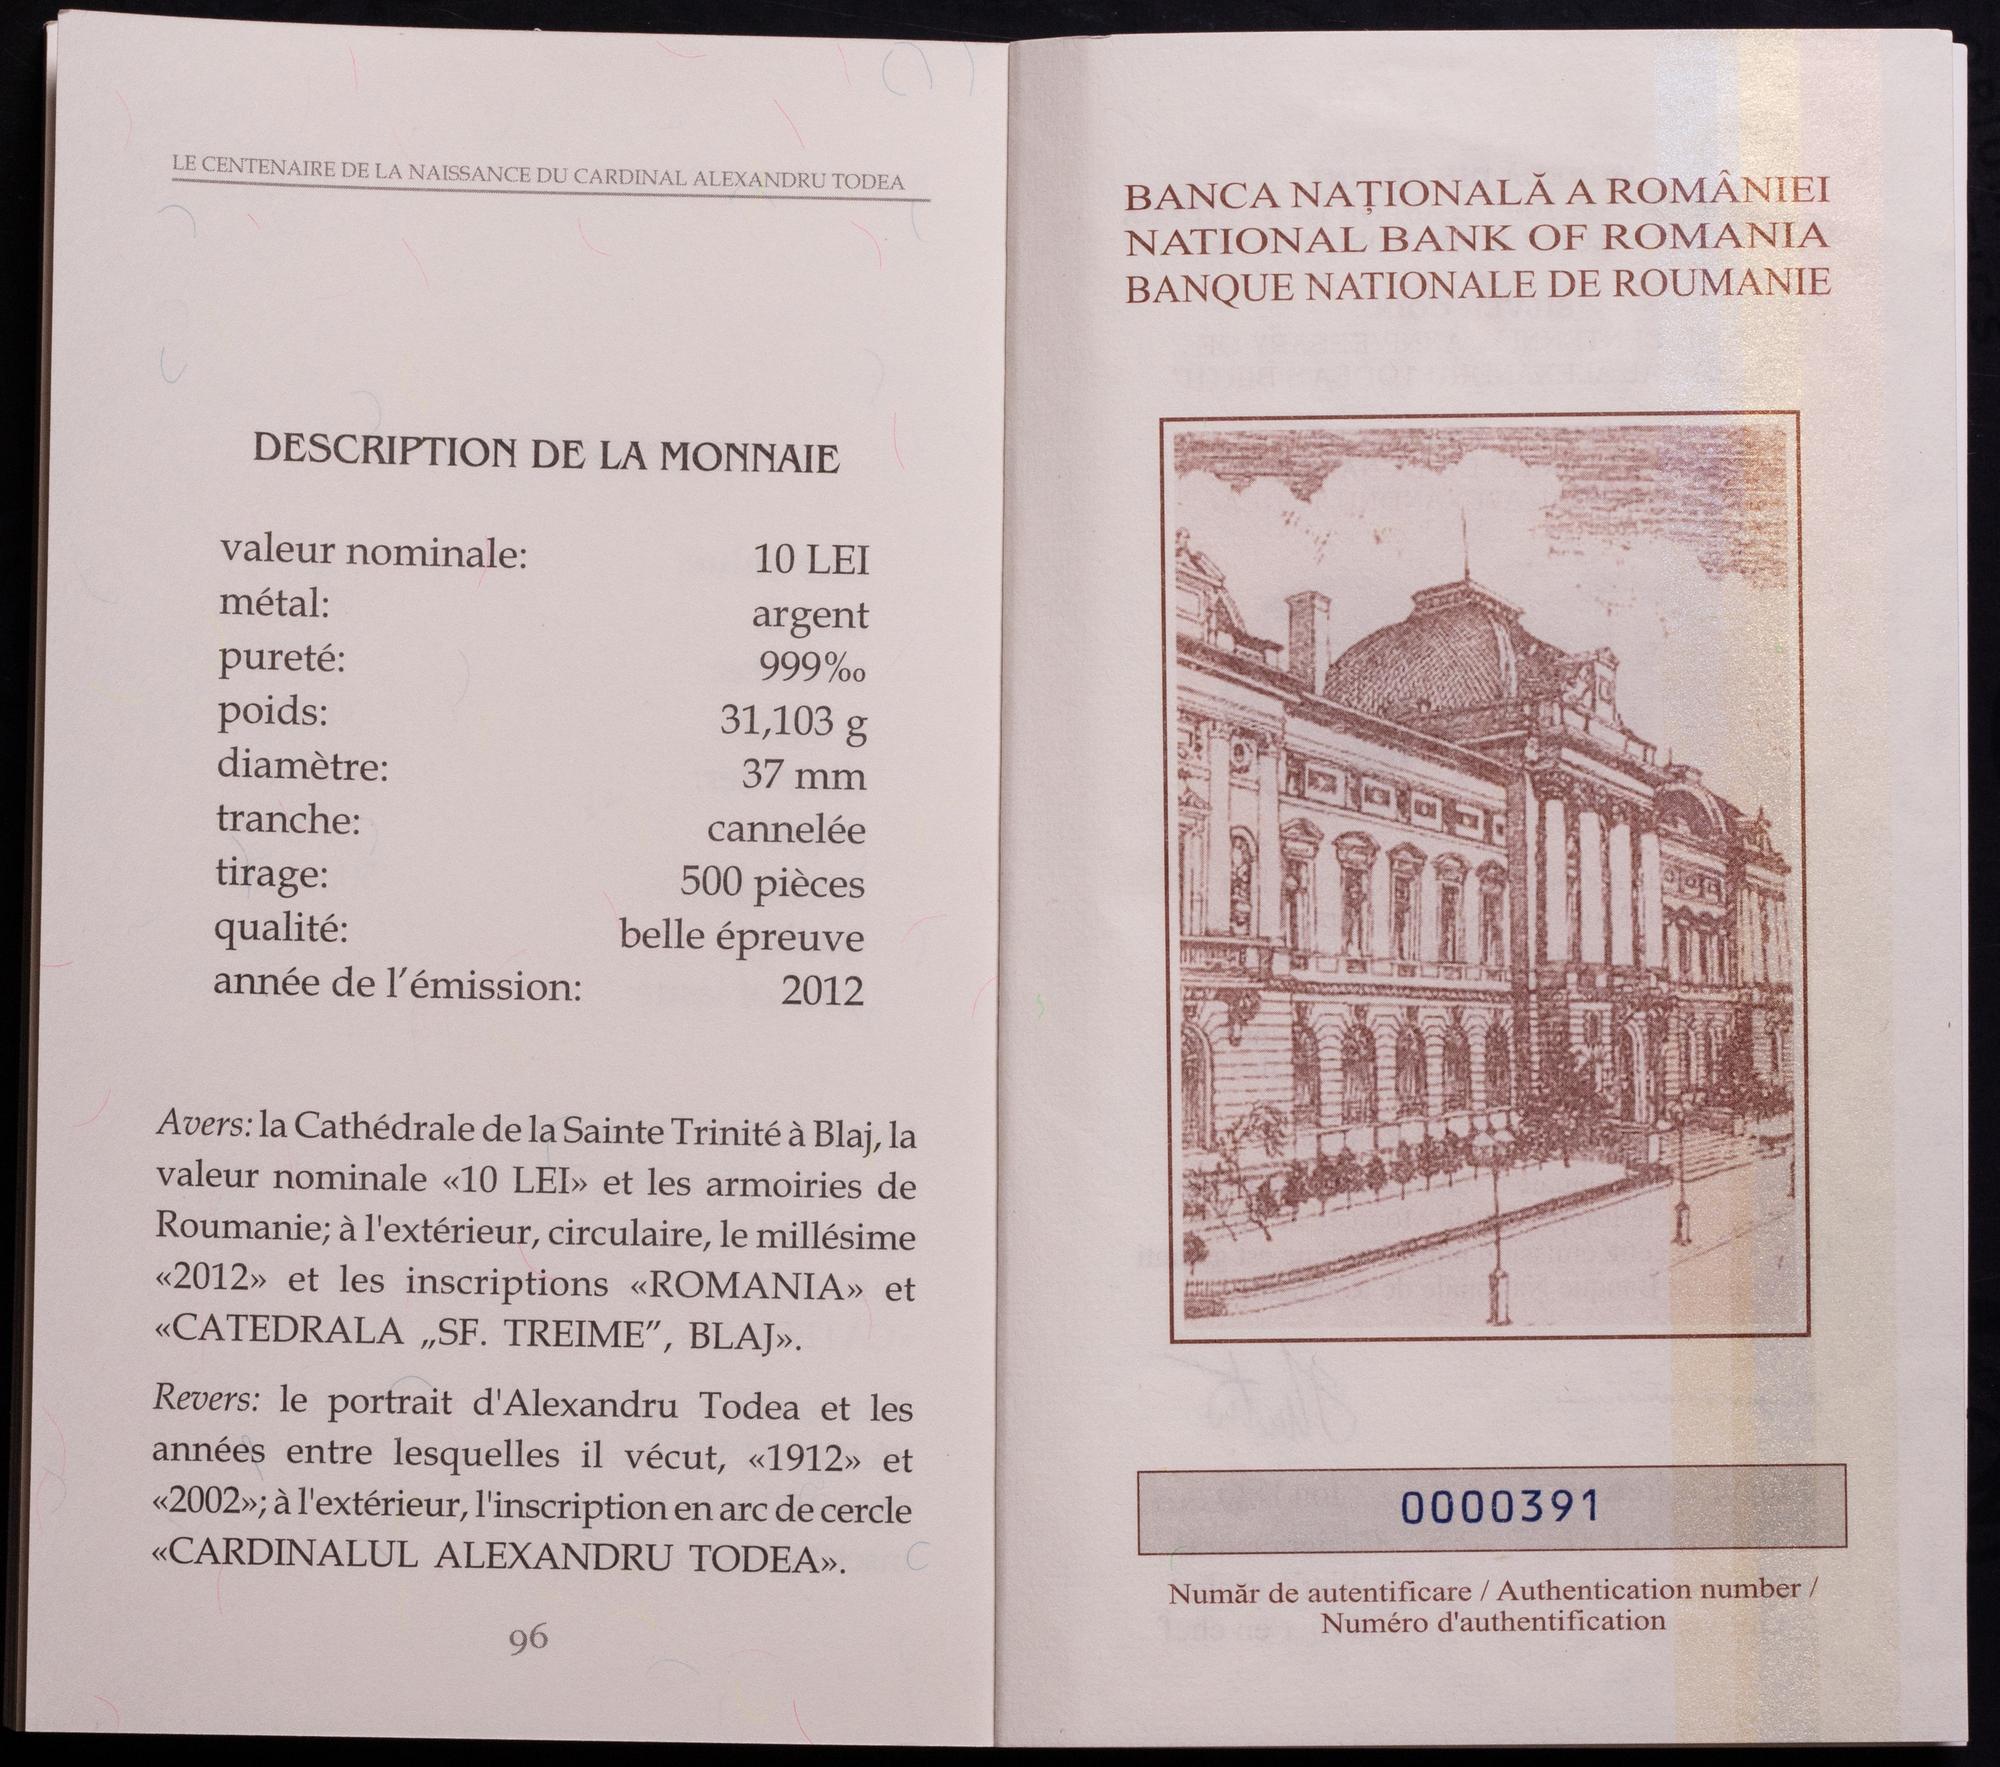 LE CENTENAIRE DE LA NAISSANCE DU CARDINAL ALEXANDRU TODEA
DESCRIPTION DE LA MONNAIE
valeur nominale: 10 LEI
métal: argent
pureté: 999‰
poids: 31,103 g
diamètre: 37 mm
tranche: cannelée
tirage: 500 pièces
qualité: belle épreuve
année de l'émission: 2012
Avers: la Cathédrale de la Sainte Trinité à Blaj, la
valeur nominale «10 LEI» et les armoiries de
Roumanie; à l'extérieur, circulaire, le millésime
«2012» et les inscriptions «ROMANIA» et
«CATEDRALA „SF. TREIME”, BLAJ».
Revers: le portrait d'Alexandru Todea et les
années entre lesquelles il vécut, «1912» et
«2002»; à l'extérieur, l'inscription en arc de cercle
«CARDINALUL ALEXANDRU TODEA».
96
BANCA NAȚIONALĂ A ROMÂNIEI
NATIONAL BANK OF ROMANIA
BANQUE NATIONALE DE ROUMANIE
0000391
Număr de autentificare / Authentication number /
Numéro d'authentification